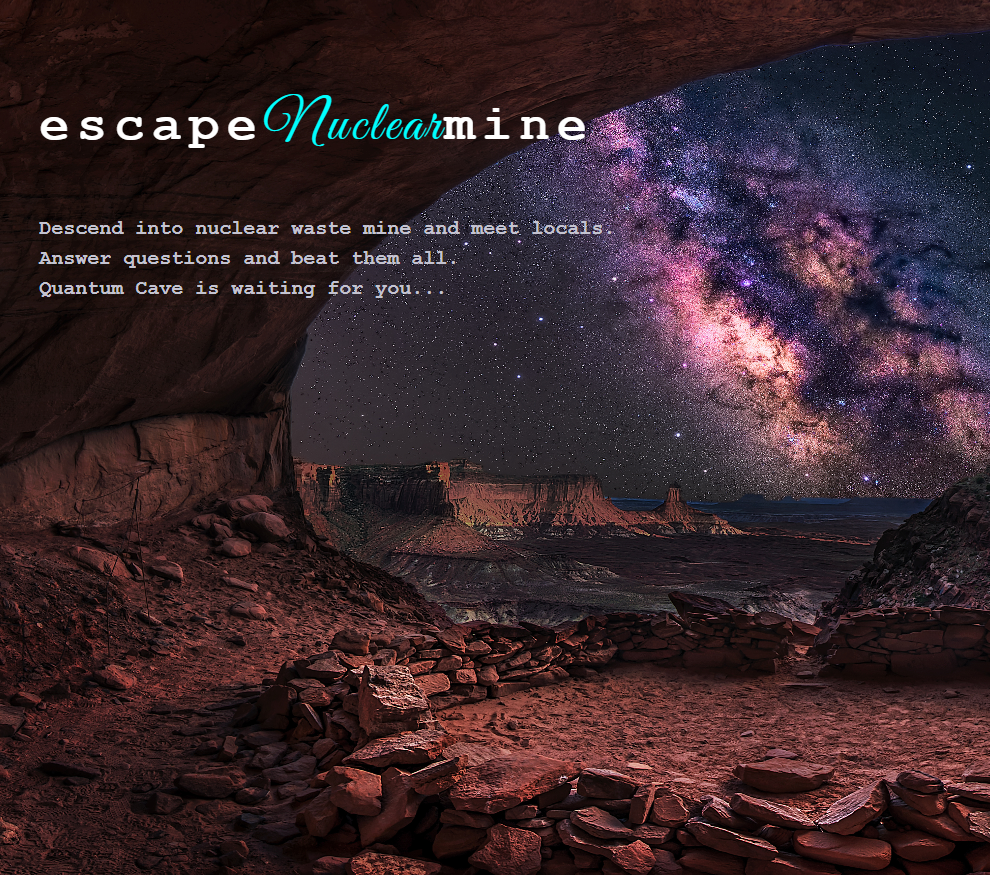 escapeNuclearmine
Descend into nuclear waste mine and meet locals.
Answer questions and beat them all.
Quantum Cave is waiting for you...